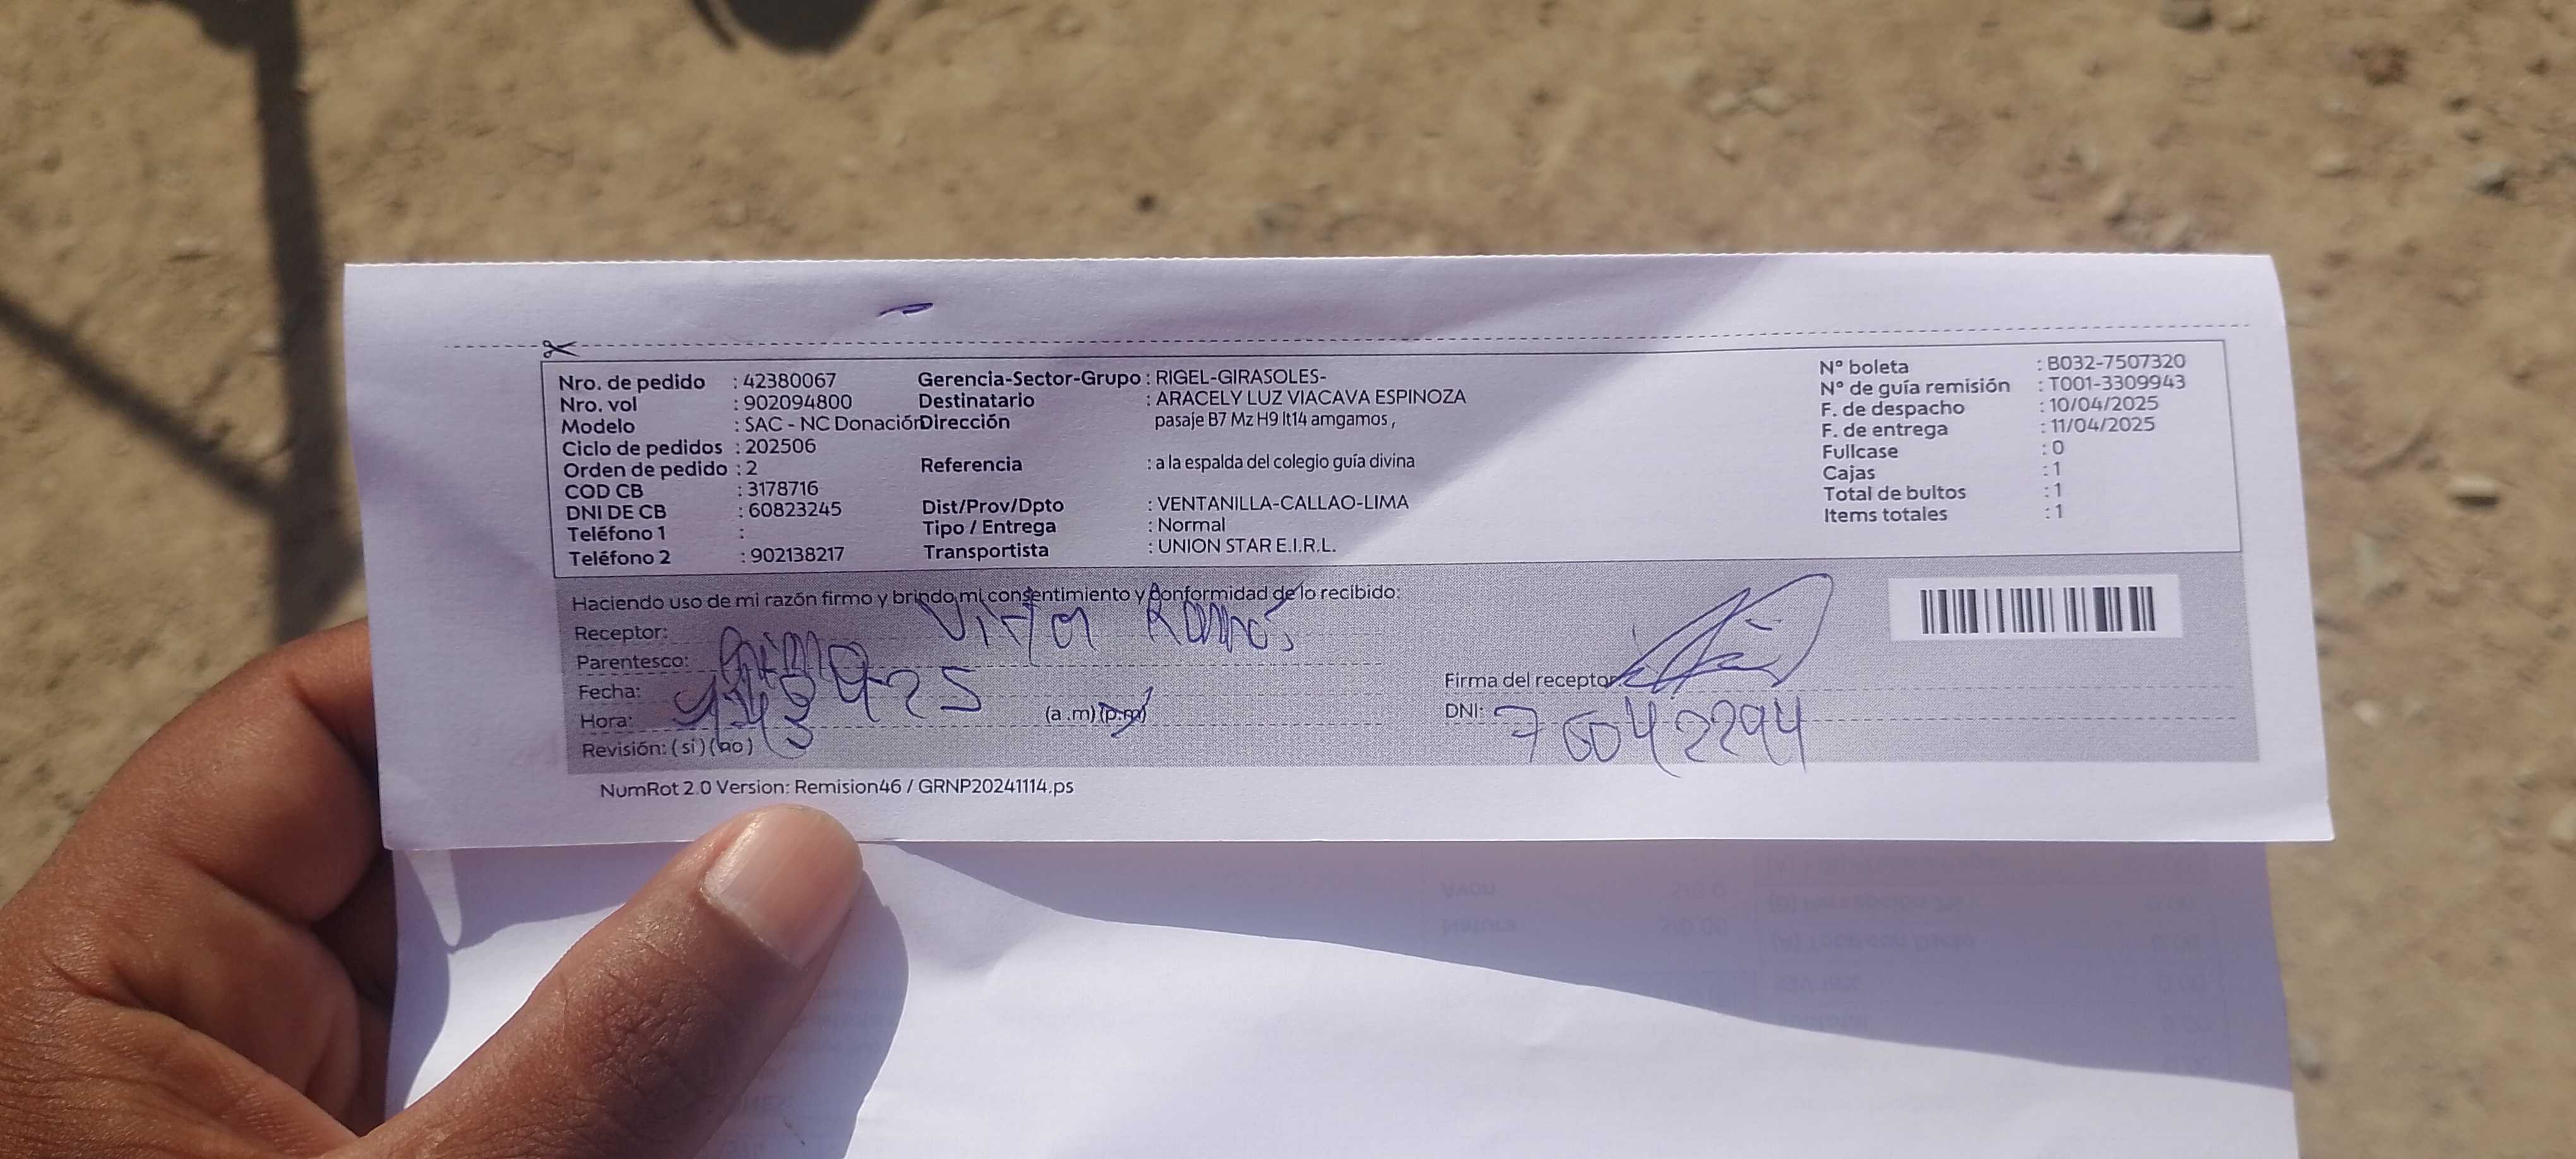 Nro. de pedido : 42380067
Nro. vol : 902094800
Modelo : SAC - NC Donación
Ciclo de pedidos : 202506
Orden de pedido : 2
COD CB : 3178716
DNI DE CB : 60823245
Teléfono 1 :
Teléfono 2 : 902138217
Gerencia-Sector-Grupo : RIGEL-GIRASOLES-
Destinatario : ARACELY LUZ VIACAVA ESPINOZA
Dirección pasaje B7 Mz H9 lt14 amgamos ,
Referencia : a la espalda del colegio guía divina
Dist/Prov/Dpto : VENTANILLA-CALLAO-LIMA
Tipo / Entrega : Normal
Transportista : UNION STAR E.I.R.L.
N° boleta : B032-7507320
N° de guía remisión : T001-3309943
F. de despacho : 10/04/2025
F. de entrega : 11/04/2025
Fullcase : 0
Cajas : 1
Total de bultos : 1
Items totales : 1
Haciendo uso de mi razón firmo y brindo mi consentimiento y conformidad de lo recibido:
Receptor: Victor Ramos
Parentesco:
Fecha:
Hora: (a .m) (p.m)
Revisión: ( si ) ( no )
Firma del receptor:
DNI: 76042294
NumRot 2.0 Version: Remision46 / GRNP20241114.ps